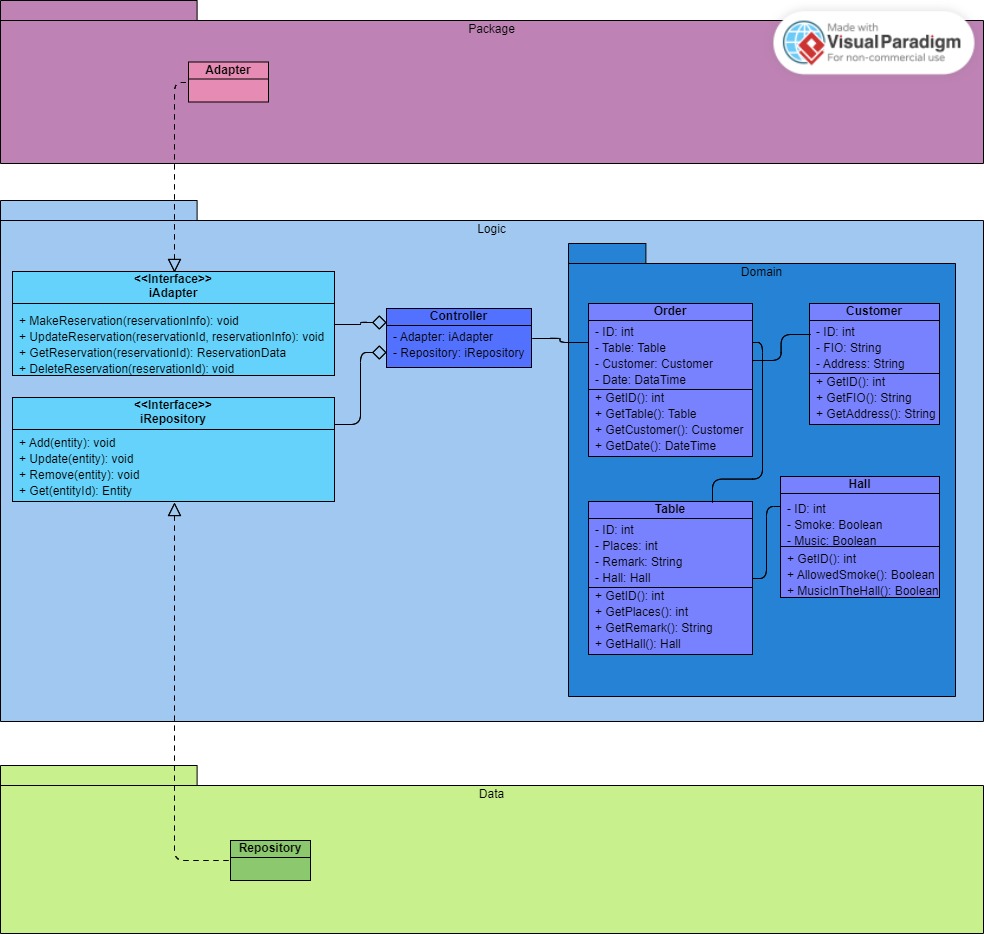 Package
Made with
Visual Paradigm
For non-commercial use
Adapter
Logic
<<Interface>>
iAdapter
+ MakeReservation(reservationInfo): void
+ UpdateReservation(reservationId, reservationInfo): void
+ GetReservation(reservationId): ReservationData
+ DeleteReservation(reservationId): void
<<Interface>>
iRepository
+ Add(entity): void
+ Update(entity): void
+ Remove(entity): void
+ Get(entityId): Entity
Controller
- Adapter: iAdapter
- Repository: iRepository
Domain
Order
- ID: int
- Table: Table
- Customer: Customer
- Date: DataTime
+ GetID(): int
+ GetTable(): Table
+ GetCustomer(): Customer
+ GetDate(): DateTime
Customer
- ID: int
- FIO: String
- Address: String
+ GetID(): int
+ GetFIO(): String
+ GetAddress(): String
Table
- ID: int
- Places: int
- Remark: String
- Hall: Hall
+ GetID(): int
+ GetPlaces(): int
+ GetRemark(): String
+ GetHall(): Hall
Hall
- ID: int
- Smoke: Boolean
- Music: Boolean
+ GetID(): int
+ AllowedSmoke(): Boolean
+ MusicInTheHall(): Boolean
Data
Repository